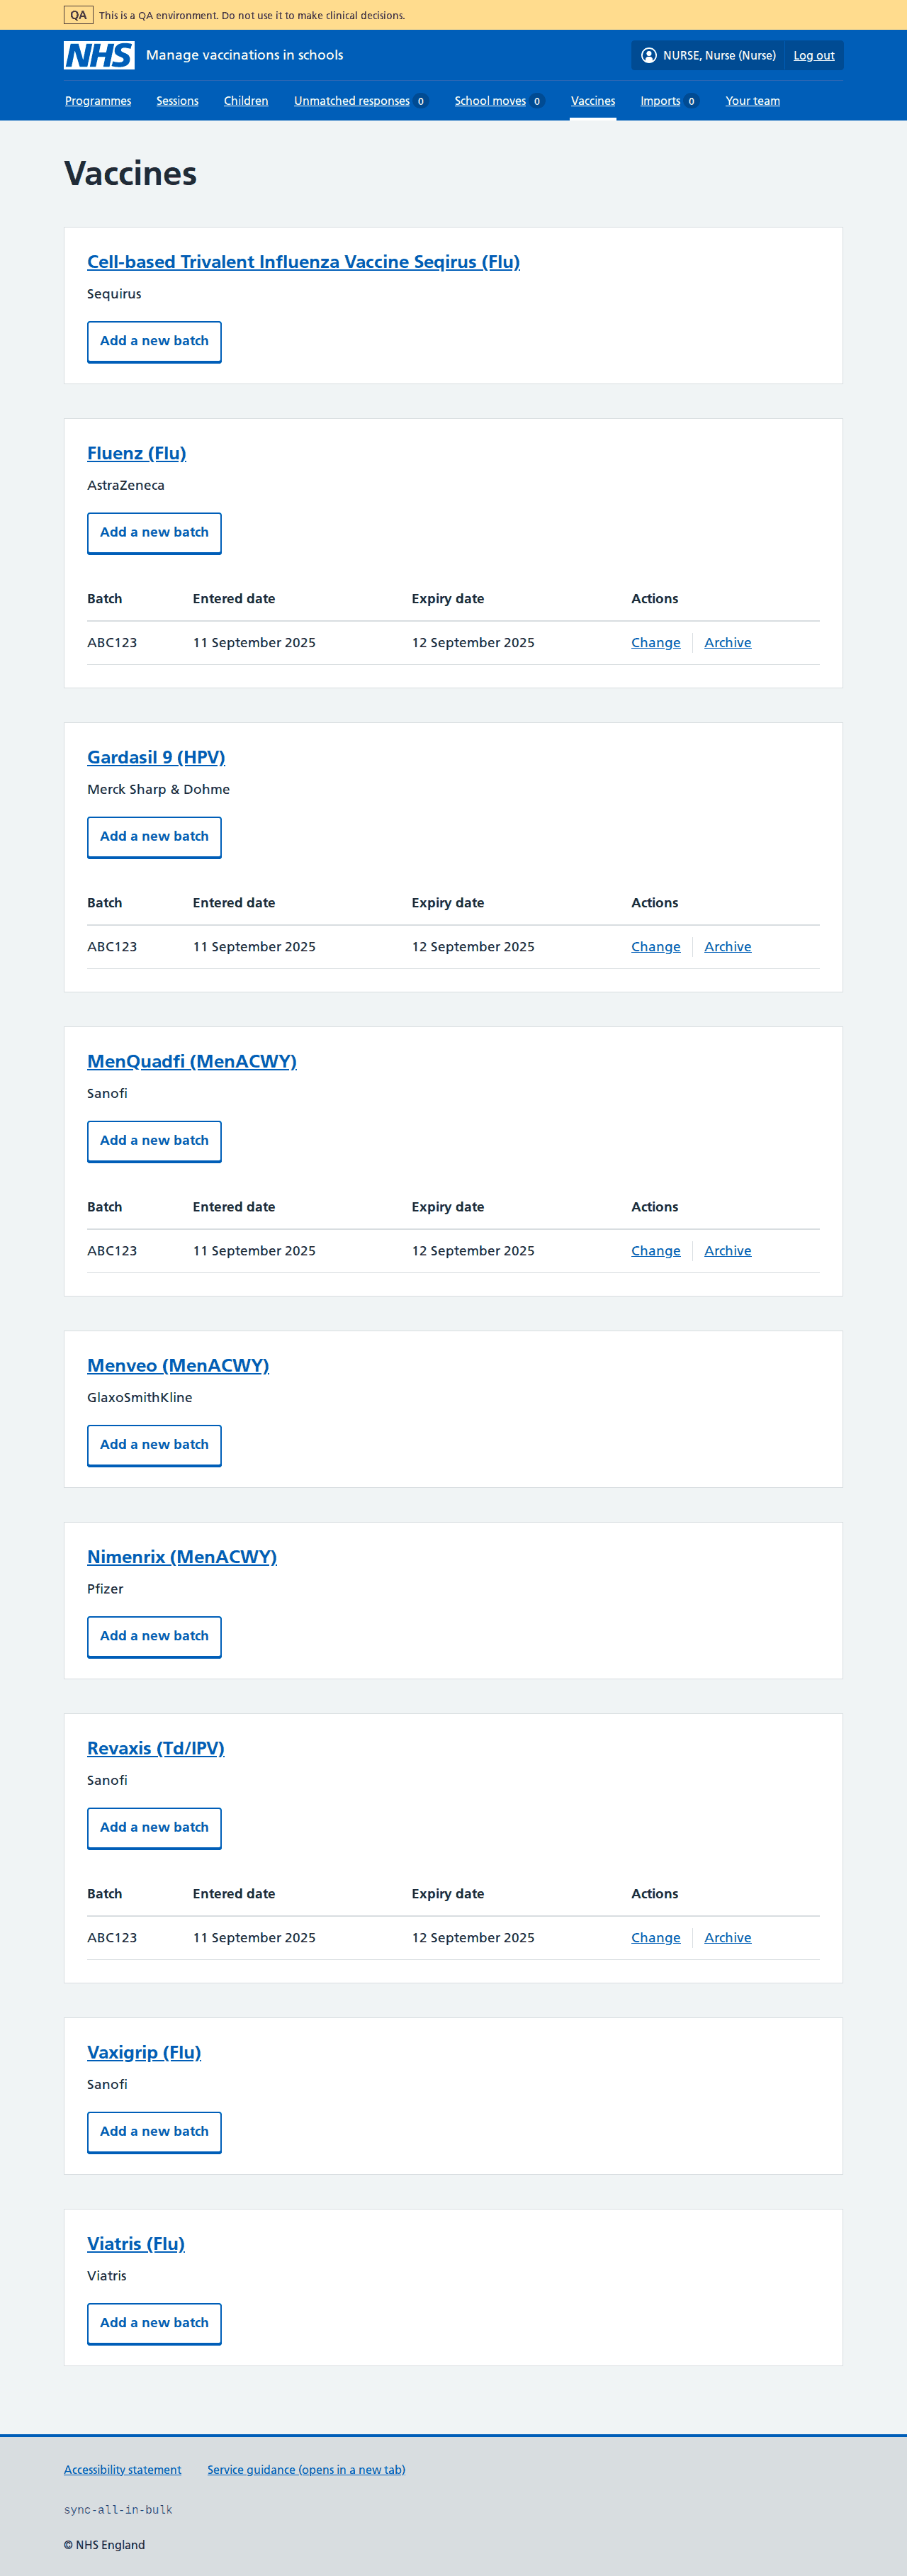 QA This is a QA environment. Do not use it to make clinical decisions.
NHS Manage vaccinations in schools NURSE, Nurse (Nurse) Log out
Programmes Sessions Children Unmatched responses 0 School moves 0 Vaccines Imports 0 Your team
Vaccines
Cell-based Trivalent Influenza Vaccine Seqirus (Flu)
Sequirus
Add a new batch
Fluenz (Flu)
AstraZeneca
Add a new batch
Batch Entered date Expiry date Actions
ABC123 11 September 2025 12 September 2025 Change Archive
Gardasil 9 (HPV)
Merck Sharp & Dohme
Add a new batch
Batch Entered date Expiry date Actions
ABC123 11 September 2025 12 September 2025 Change Archive
MenQuadfi (MenACWY)
Sanofi
Add a new batch
Batch Entered date Expiry date Actions
ABC123 11 September 2025 12 September 2025 Change Archive
Menveo (MenACWY)
GlaxoSmithKline
Add a new batch
Nimenrix (MenACWY)
Pfizer
Add a new batch
Revaxis (Td/IPV)
Sanofi
Add a new batch
Batch Entered date Expiry date Actions
ABC123 11 September 2025 12 September 2025 Change Archive
Vaxigrip (Flu)
Sanofi
Add a new batch
Viatris (Flu)
Viatris
Add a new batch
Accessibility statement Service guidance (opens in a new tab)
sync-all-in-bulk
© NHS England